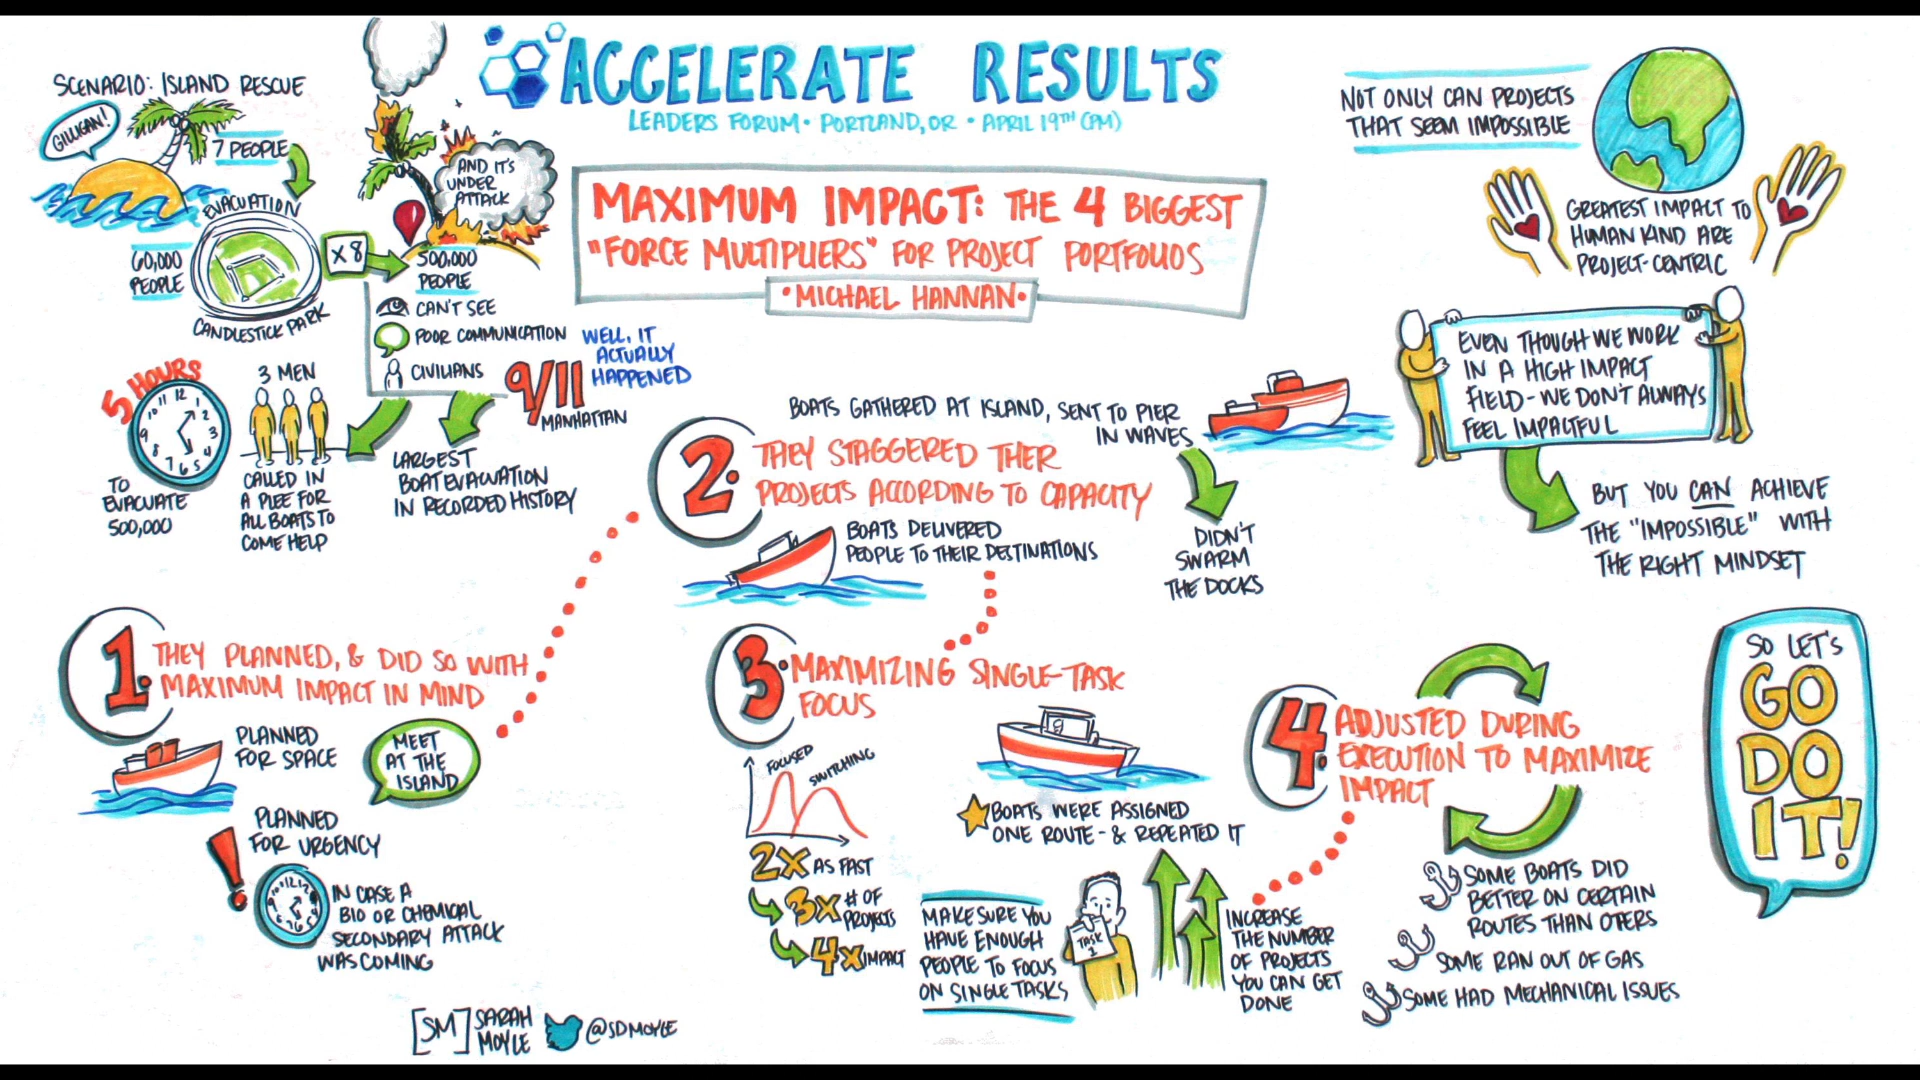 ACCELERATE RESULTS
LEADERS FORUM • PORTLAND, OR • APRIL 19TH (PM)
MAXIMUM IMPACT: THE 4 BIGGEST
"FORCE MULTIPLIERS" FOR PROJECT PORTFOLIOS
• MICHAEL HANNAN •
SCENARIO: ISLAND RESCUE
GILLIGAN!
7 PEOPLE
EVACUATION
60,000
PEOPLE
CANDLESTICK PARK
X 8
AND IT'S
UNDER
ATTACK
500,000
PEOPLE
CAN'T SEE
POOR COMMUNICATION
CIVILIANS
WELL, IT
ACTUALLY
HAPPENED
9/11
MANHATTAN
5 HOURS
TO
EVACUATE
500,000
3 MEN
CALLED IN
A PLEE FOR
ALL BOATS TO
COME HELP
LARGEST
BOAT EVACUATION
IN RECORDED HISTORY
1.
THEY PLANNED, & DID SO WITH
MAXIMUM IMPACT IN MIND
PLANNED
FOR SPACE
MEET
AT THE
ISLAND
PLANNED
FOR URGENCY
!
IN CASE A
BIO OR CHEMICAL
SECONDARY ATTACK
WAS COMING
BOATS GATHERED AT ISLAND, SENT TO PIER
IN WAVES
2.
THEY STAGGERED THER
PROJECTS ACCORDING TO CAPACITY
BOATS DELIVERED
PEOPLE TO THEIR DESTINATIONS
DIDN'T
SWARM
THE DOCKS
3.
MAXIMIZING SINGLE-TASK
FOCUS
FOCUSED
SWITCHING
2X AS FAST
3X # OF
PROJECTS
4X IMPACT
BOATS WERE ASSIGNED
ONE ROUTE - & REPEATED IT
MAKE SURE YOU
HAVE ENOUGH
PEOPLE TO FOCUS
ON SINGLE TASKS
TASK
1
INCREASE
THE NUMBER
OF PROJECTS
YOU CAN GET
DONE
4.
ADJUSTED DURING
EXECUTION TO MAXIMIZE
IMPACT
SOME BOATS DID
BETTER ON CERTAIN
ROUTES THAN OTERS
SOME RAN OUT OF GAS
SOME HAD MECHANICAL ISSUES
NOT ONLY CAN PROJECTS
THAT SEEM IMPOSSIBLE
GREATEST IMPACT TO
HUMAN KIND ARE
PROJECT-CENTRIC
EVEN THOUGH WE WORK
IN A HIGH IMPACT
FIELD - WE DON'T ALWAYS
FEEL IMPACTFUL
BUT YOU CAN ACHIEVE
THE "IMPOSSIBLE" WITH
THE RIGHT MINDSET
SO LET'S
GO
DO
IT!
[SM] SARAH
MOYLE
@SDMOYLE